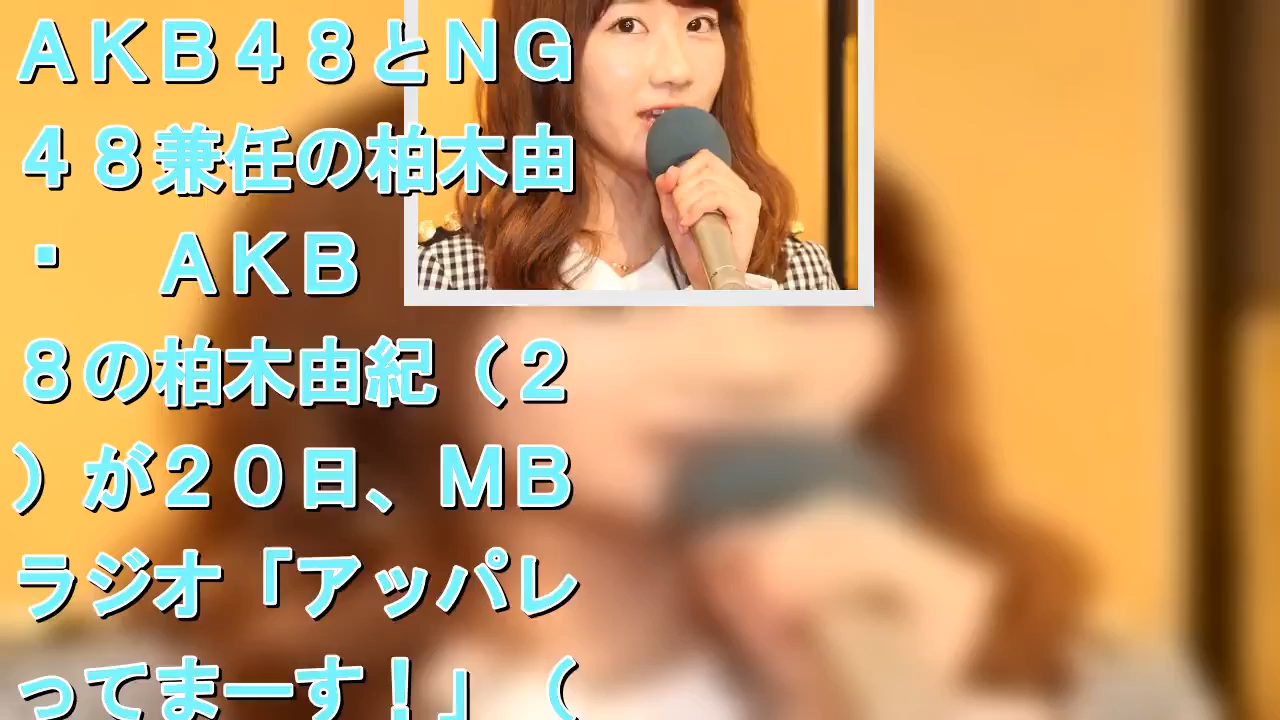 ＡＫＢ４８とＮＧ
４８兼任の柏木由
・　ＡＫＢ
８の柏木由紀（２
）が２０日、ＭＢ
ラジオ「アッパレ
ってまーす！」（